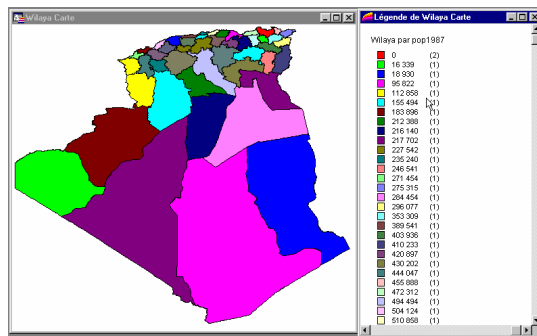 Wilaya Carte
Légende de Wilaya Carte
Wilaya par pop1987
0 (2)
16 339 (1)
18 930 (1)
95 822 (1)
112 858 (1)
155 494 (1)
183 896 (1)
212 388 (1)
216 140 (1)
217 702 (1)
227 542 (1)
235 240 (1)
246 541 (1)
271 454 (1)
275 315 (1)
284 454 (1)
296 077 (1)
353 309 (1)
389 541 (1)
403 936 (1)
410 233 (1)
420 897 (1)
430 202 (1)
444 047 (1)
455 888 (1)
472 312 (1)
494 494 (1)
504 124 (1)
510 858 (1)